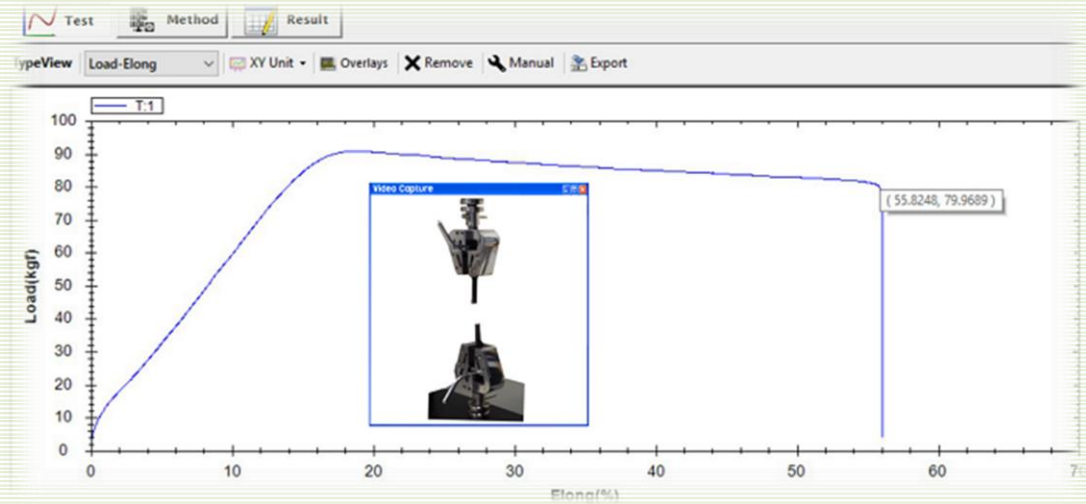 Test Method Result
TypeView Load-Elong XY Unit Overlays Remove Manual Export
T:1
100
90
80
70
60
50
40
30
20
10
0
Load(kgf)
Video Capture
( 55.8248, 79.9689 )
0 10 20 30 40 50 60
Elong(%)